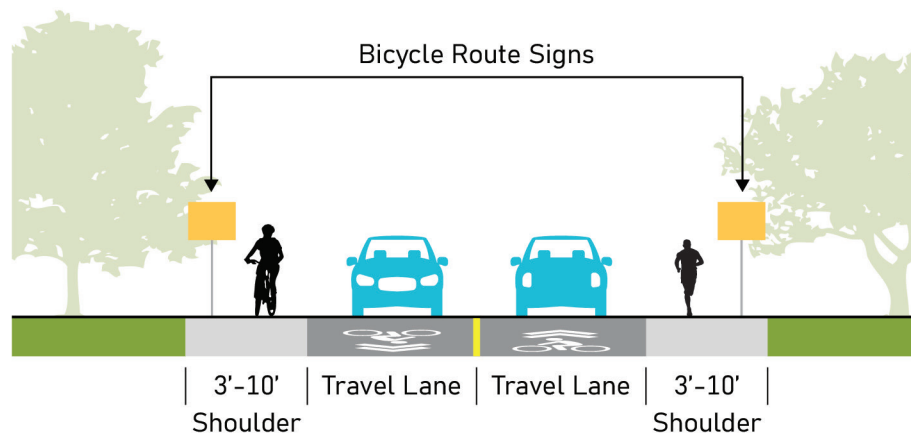 Bicycle Route Signs
3’-10’ Travel Lane Travel Lane 3’-10’
Shoulder Shoulder